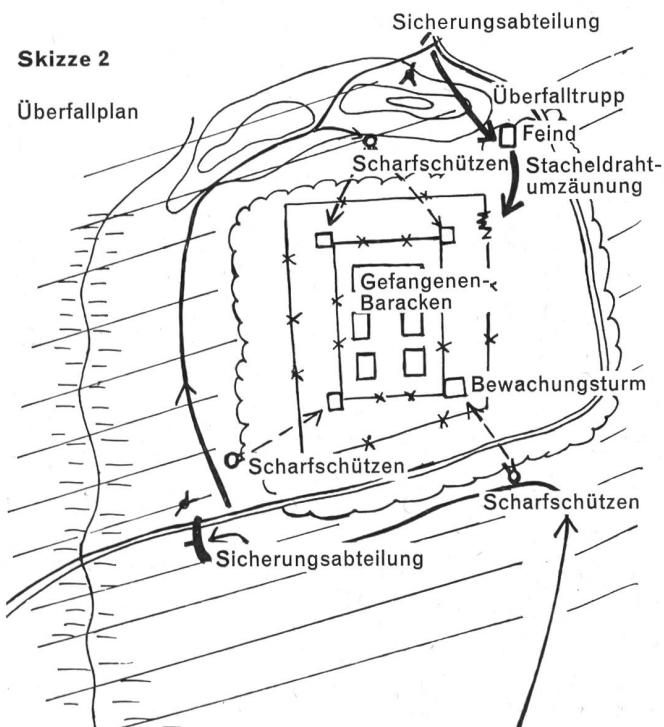 Skizze 2
Überfallplan
Sicherungsabteilung
Überfalltrupp
Feind
Scharfschützen
Stacheldraht-
umzäunung
Gefangenen-
Baracken
Bewachungsturm
Scharfschützen
Scharfschützen
Sicherungsabteilung